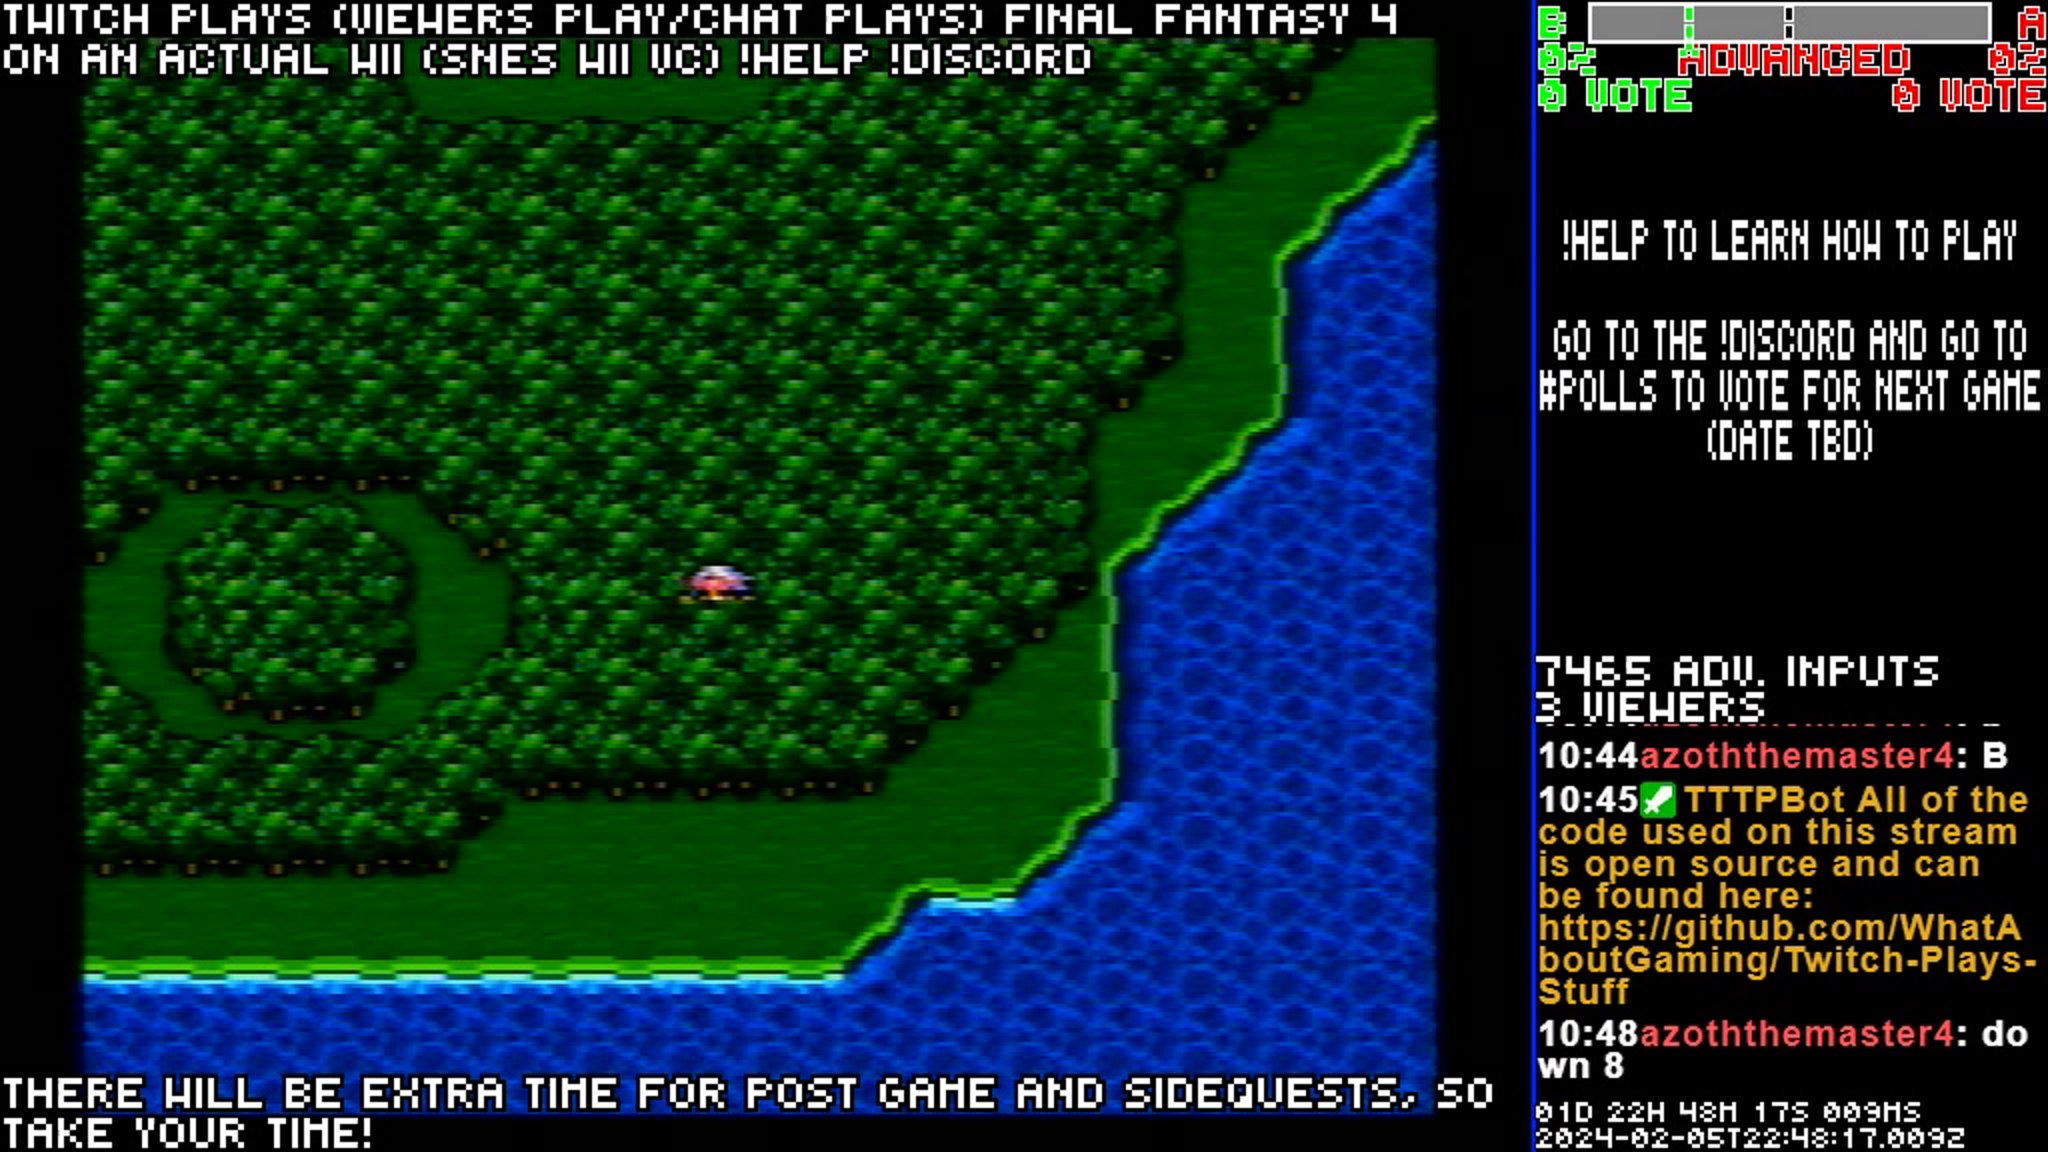 TWITCH PLAYS (VIEWERS PLAY/CHAT PLAYS) FINAL FANTASY 4
ON AN ACTUAL WII (SNES WII VC) !HELP !DISCORD
B A
0% ADVANCED 0%
0 VOTE 0 VOTE
!HELP TO LEARN HOW TO PLAY
GO TO THE !DISCORD AND GO TO
#POLLS TO VOTE FOR NEXT GAME
(DATE TBD)
7465 ADV. INPUTS
3 VIEWERS
10:44azoththemaster4: B
10:45 TTTPBot All of the
code used on this stream
is open source and can
be found here:
https://github.com/WhatA
boutGaming/Twitch-Plays-
Stuff
10:48azoththemaster4: do
wn 8
THERE WILL BE EXTRA TIME FOR POST GAME AND SIDEQUESTS, SO
TAKE YOUR TIME!
01D 22H 48M 17S 009MS
2024-02-05T22:48:17.009Z